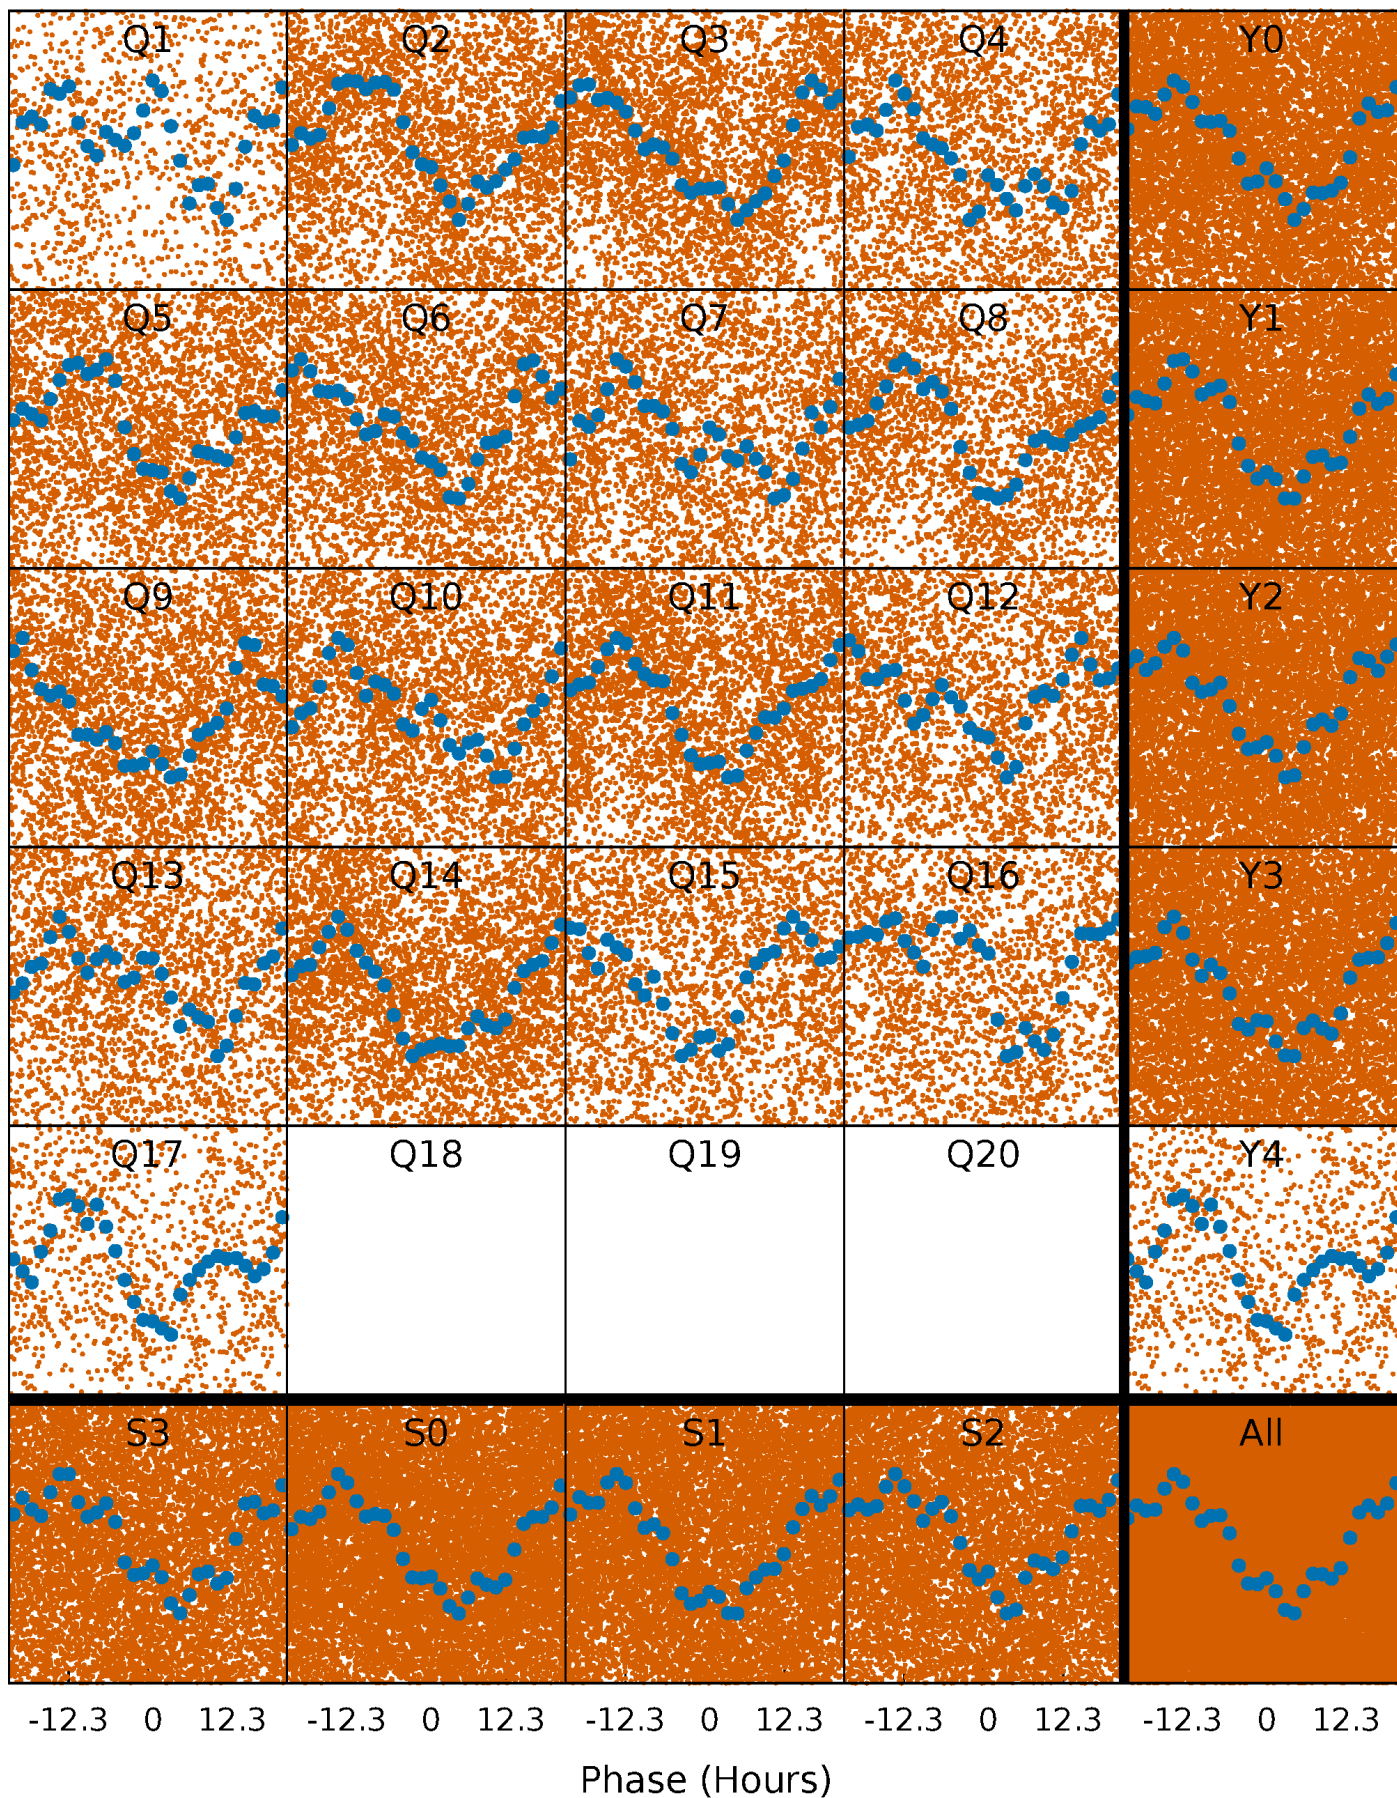 Q1 Q2 Q3 Q4 Y0
Q5 Q6 Q7 Q8 Y1
Q9 Q10 Q11 Q12 Y2
Q13 Q14 Q15 Q16 Y3
Q17 Q18 Q19 Q20 Y4
S3 S0 S1 S2 All
-12.3 0 12.3 -12.3 0 12.3 -12.3 0 12.3 -12.3 0 12.3 -12.3 0 12.3
Phase (Hours)